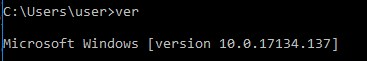 C:\Users\user>ver
Microsoft Windows [version 10.0.17134.137]